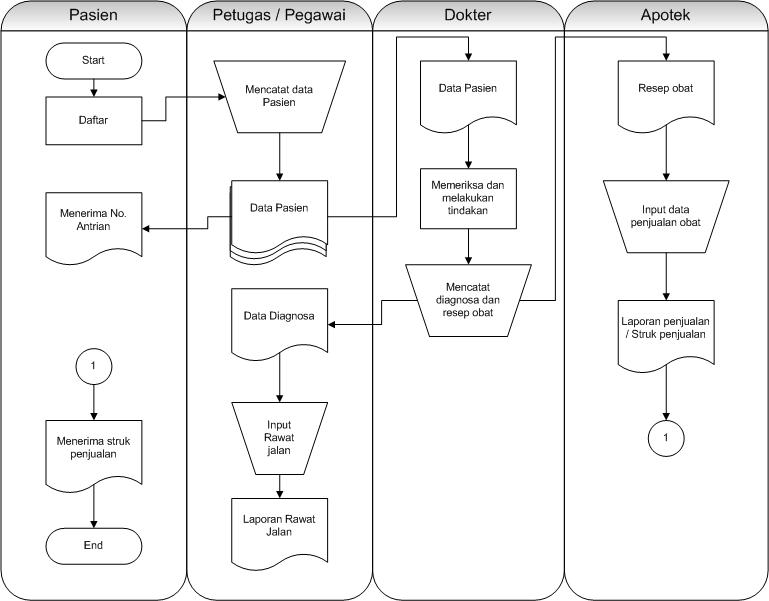 Pasien
Petugas / Pegawai
Dokter
Apotek
Start
Daftar
Menerima No.
Antrian
1
Menerima struk
penjualan
End
Mencatat data
Pasien
Data Pasien
Data Diagnosa
Input
Rawat
jalan
Laporan Rawat
Jalan
Data Pasien
Memeriksa dan
melakukan
tindakan
Mencatat
diagnosa dan
resep obat
Resep obat
Input data
penjualan obat
Laporan penjualan
/ Struk penjualan
1